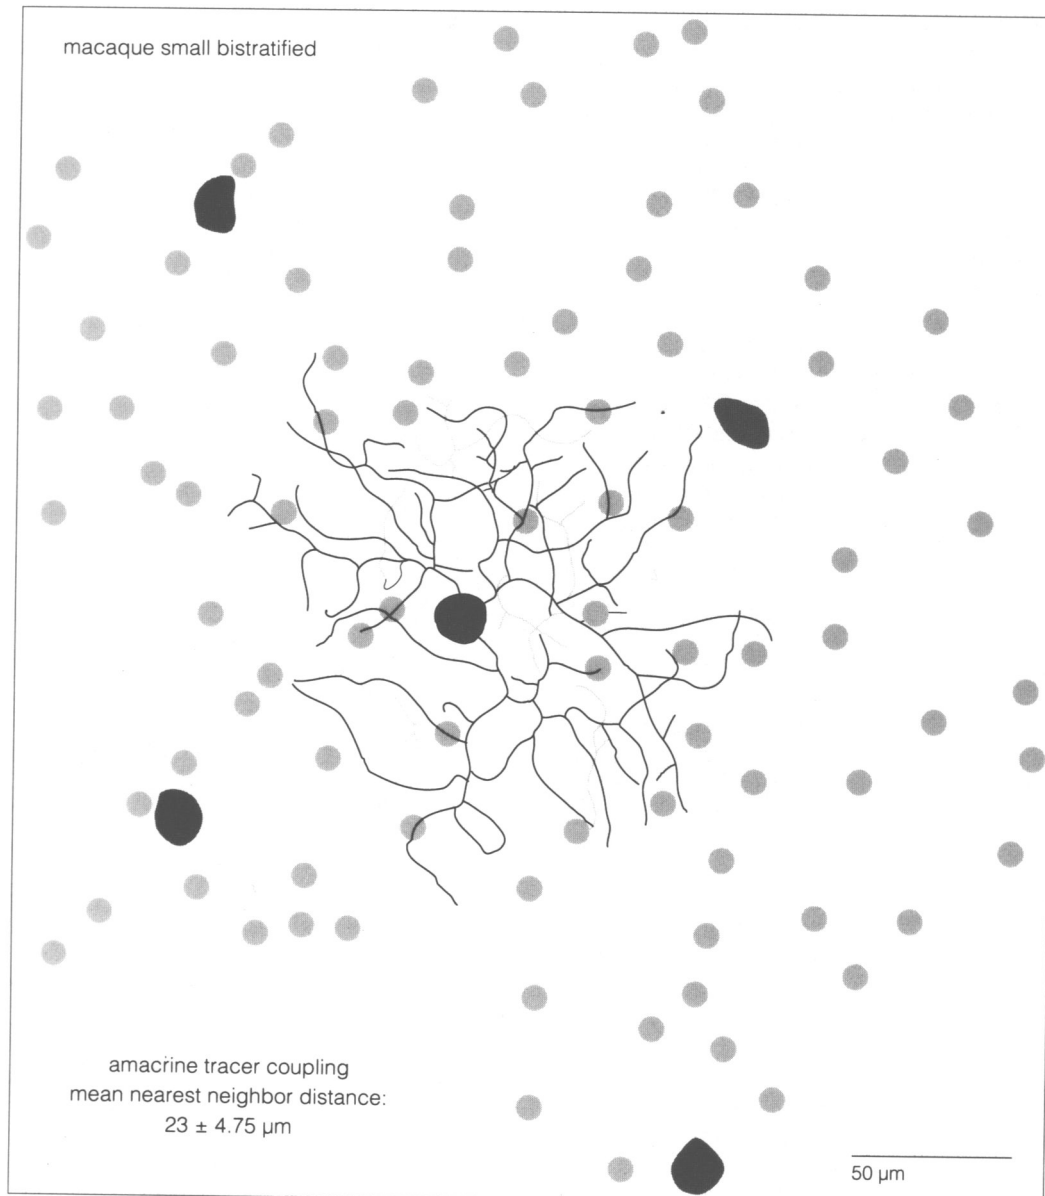 macaque small bistratified
amacrine tracer coupling
mean nearest neighbor distance:
23 ± 4.75 µm
50 µm